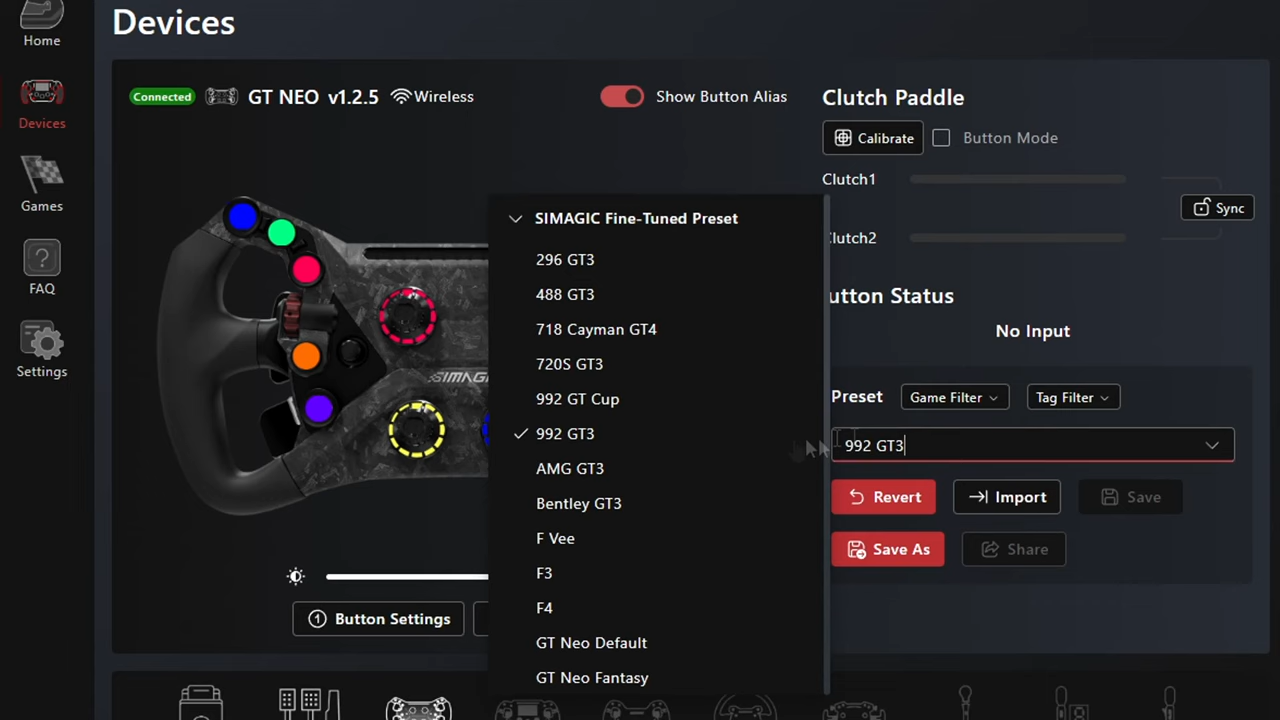 Devices
Home
Devices
Games
FAQ
Settings
Connected
GT NEO v1.2.5
Wireless
Show Button Alias
Clutch Paddle
Calibrate
Button Mode
Clutch1
Sync
Clutch2
utton Status
No Input
SIMAGIC Fine-Tuned Preset
296 GT3
488 GT3
718 Cayman GT4
720S GT3
992 GT Cup
992 GT3
AMG GT3
Bentley GT3
F Vee
F3
F4
GT Neo Default
GT Neo Fantasy
SIMAG
Button Settings
Preset
Game Filter
Tag Filter
992 GT3
Revert
Import
Save
Save As
Share